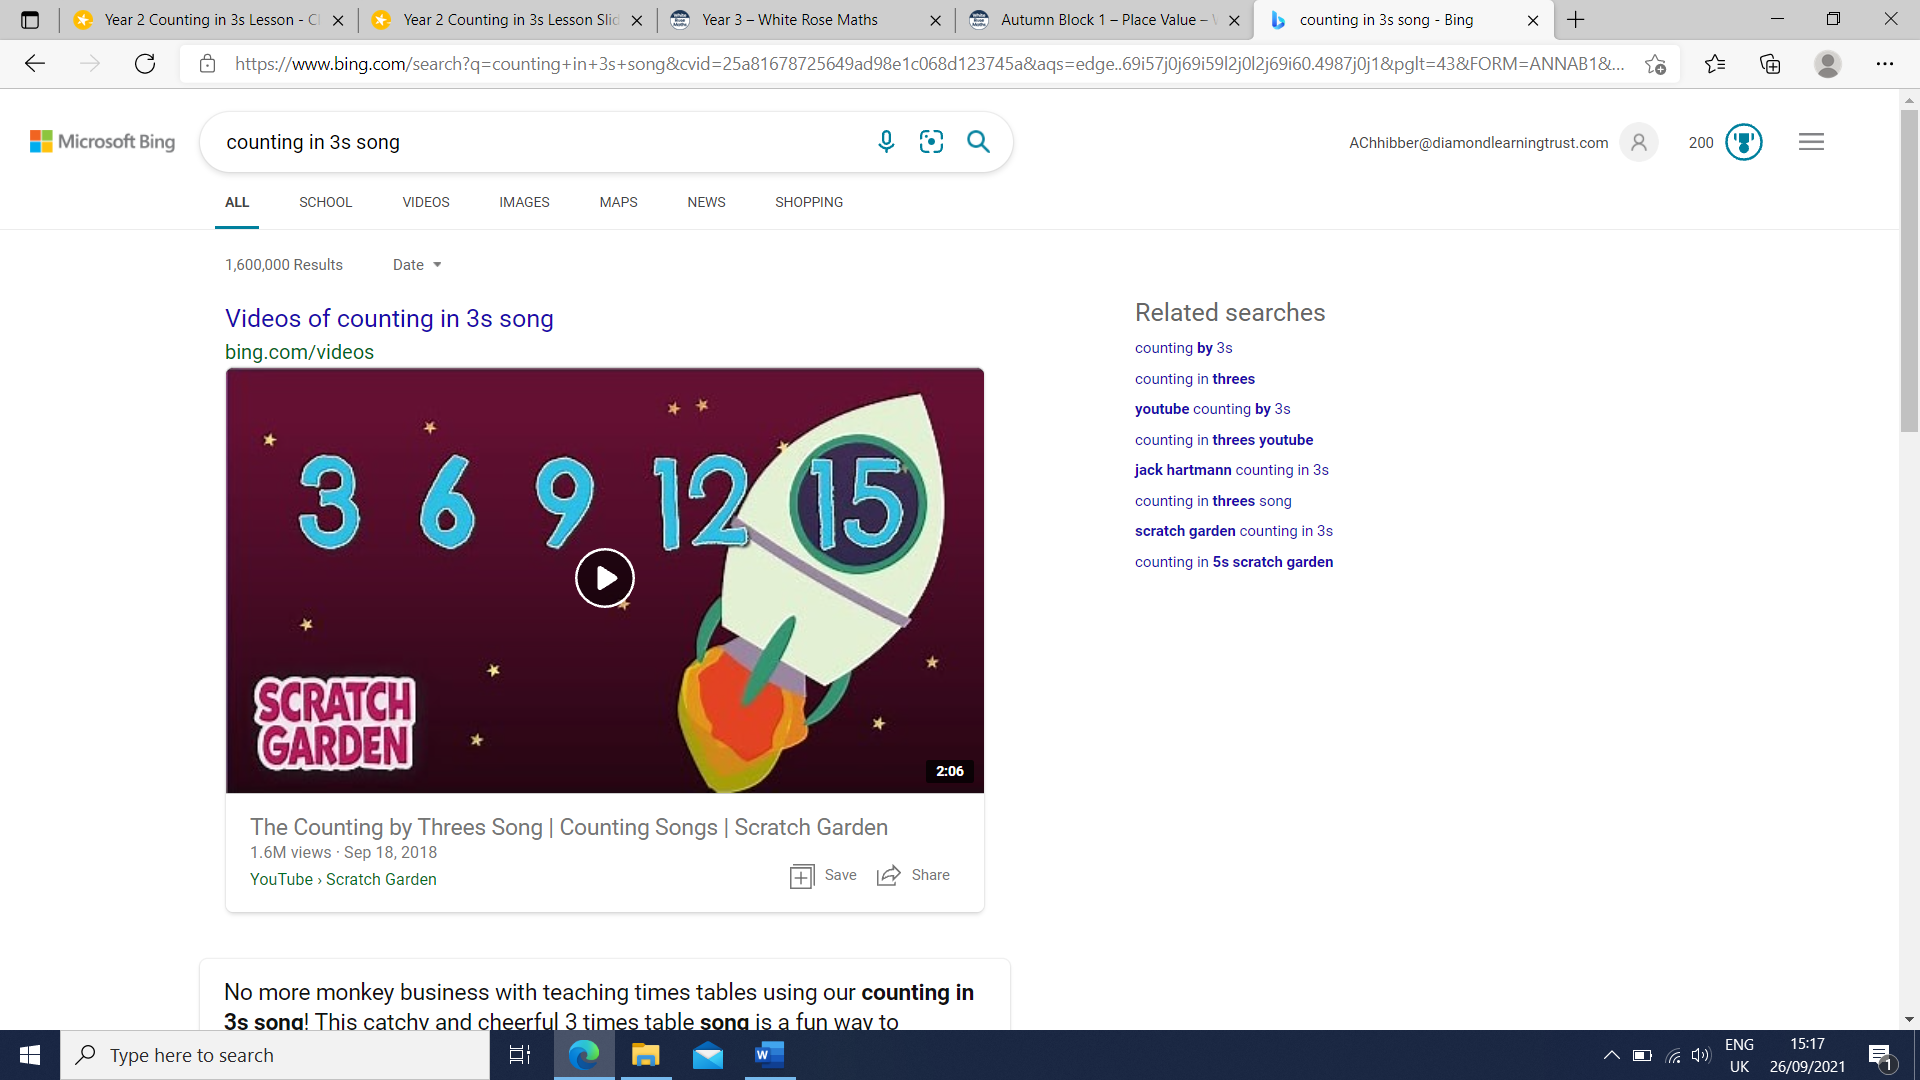 Year 2 Counting in 3s Lesson - Cl
Year 2 Counting in 3s Lesson Slid
Year 3 – White Rose Maths
Autumn Block 1 – Place Value –
counting in 3s song - Bing
https://www.bing.com/search?q=counting+in+3s+song&cvid=25a81678725649ad98e1c068d123745a&aqs=edge..69i57j0j69i59l2j0l2j69i60.4987j0j1&pglt=43&FORM=ANNAB1&...
Microsoft Bing
counting in 3s song
AChhibber@diamondlearningtrust.com
200
ALL SCHOOL VIDEOS IMAGES MAPS NEWS SHOPPING
1,600,000 Results Date
Videos of counting in 3s song
bing.com/videos
3 6 9 12 15
SCRATCH
GARDEN
2:06
The Counting by Threes Song | Counting Songs | Scratch Garden
1.6M views · Sep 18, 2018
YouTube › Scratch Garden
Save Share
No more monkey business with teaching times tables using our counting in
3s song! This catchy and cheerful 3 times table song is a fun way to
Related searches
counting by 3s
counting in threes
youtube counting by 3s
counting in threes youtube
jack hartmann counting in 3s
counting in threes song
scratch garden counting in 3s
counting in 5s scratch garden
Type here to search
ENG
UK
15:17
26/09/2021
1